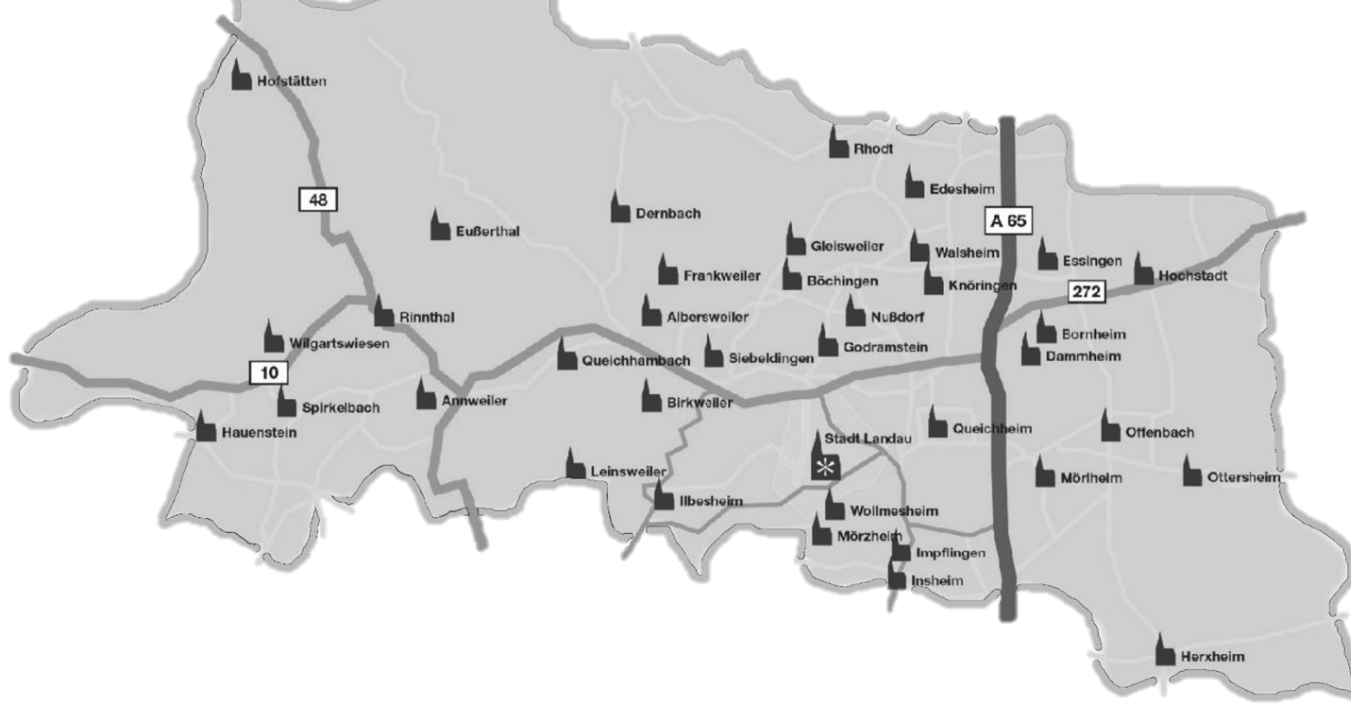 Hofstätten
Rhodt
Edesheim
48
Dernbach
A 65
Eußerthal
Gleisweiler
Walsheim
Essingen
Frankweiler
Böchingen
Knöringen
Hochstadt
272
Rinnthal
Albersweiler
Nußdorf
Bornheim
Wilgartswiesen
Godramstein
Queichhambach
Siebeldingen
Dammheim
10
Spirkelbach
Annweiler
Birkweiler
Hauenstein
Queichheim
Offenbach
Stadt Landau
Leinsweiler
Mörlheim
Ottersheim
Ilbesheim
Wollmesheim
Mörzheim
Impflingen
Insheim
Herxheim